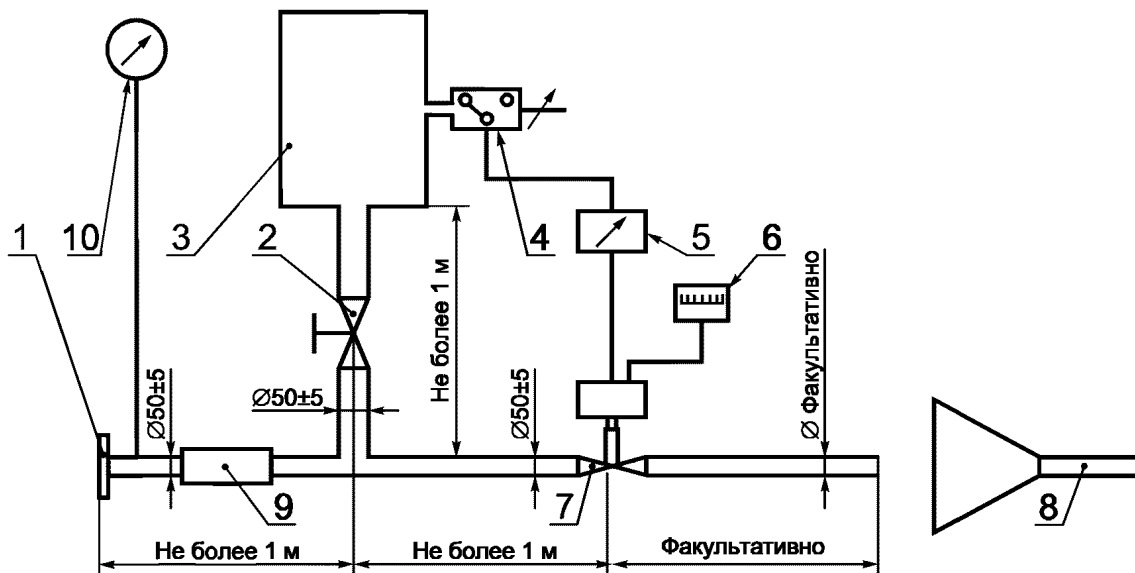 1
10
3
2
4
5
6
Не более 1 м
Ø Факультативно
Ø50±5
Ø50±5
Ø50±5
9
7
8
Не более 1 м
Не более 1 м
Факультативно